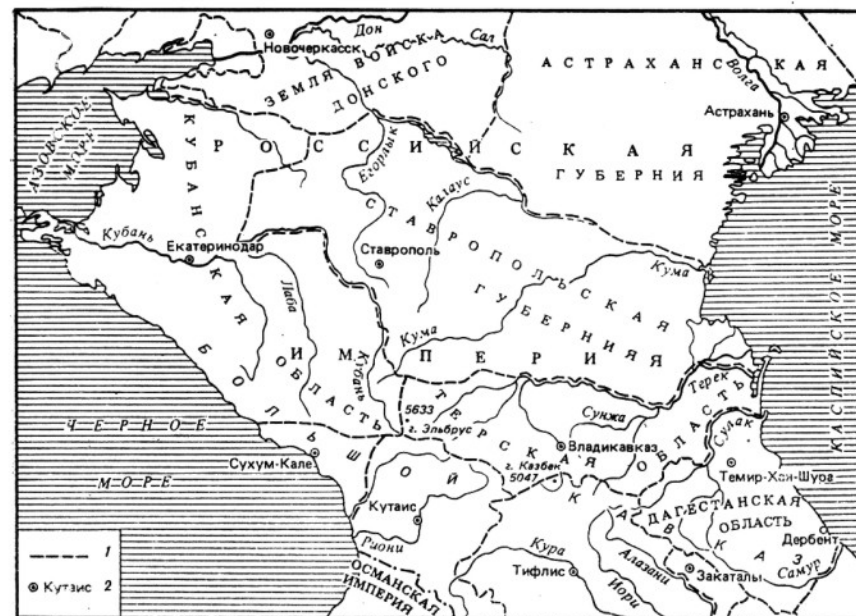 Новочеркасск
Дон
Сал
ЗЕМЛЯ ВОЙСКА
ДОНСКОГО
АСТРАХАНСКАЯ
ГУБЕРНИЯ
Волга
Астрахань
АЗОВСКОЕ
МОРЕ
КУБАНСКАЯ
ОБЛАСТЬ
РОССИЙСКАЯ
ИМПЕРИЯ
Егорлык
Калаус
СТАВРОПОЛЬСКАЯ
ГУБЕРНИЯ
Кубань
Екатеринодар
Ставрополь
Кума
Лаба
Кума
Кубань
КАСПИЙСКОЕ МОРЕ
БОЛЬШОЙ
КАВКАЗ
5633
г. Эльбрус
ТЕРСКАЯ
ОБЛАСТЬ
Терек
Сунжа
Сулак
Владикавказ
ЧЕРНОЕ
МОРЕ
Сухум-Кале
г. Казбек
5047
Темир-Хан-Шура
ДАГЕСТАНСКАЯ
ОБЛАСТЬ
Дербент
Кутаис
Риони
Кура
Тифлис
Алазани
Иори
Закаталы
Самур
ОСМАНСКАЯ
ИМПЕРИЯ
1
Кутзис 2